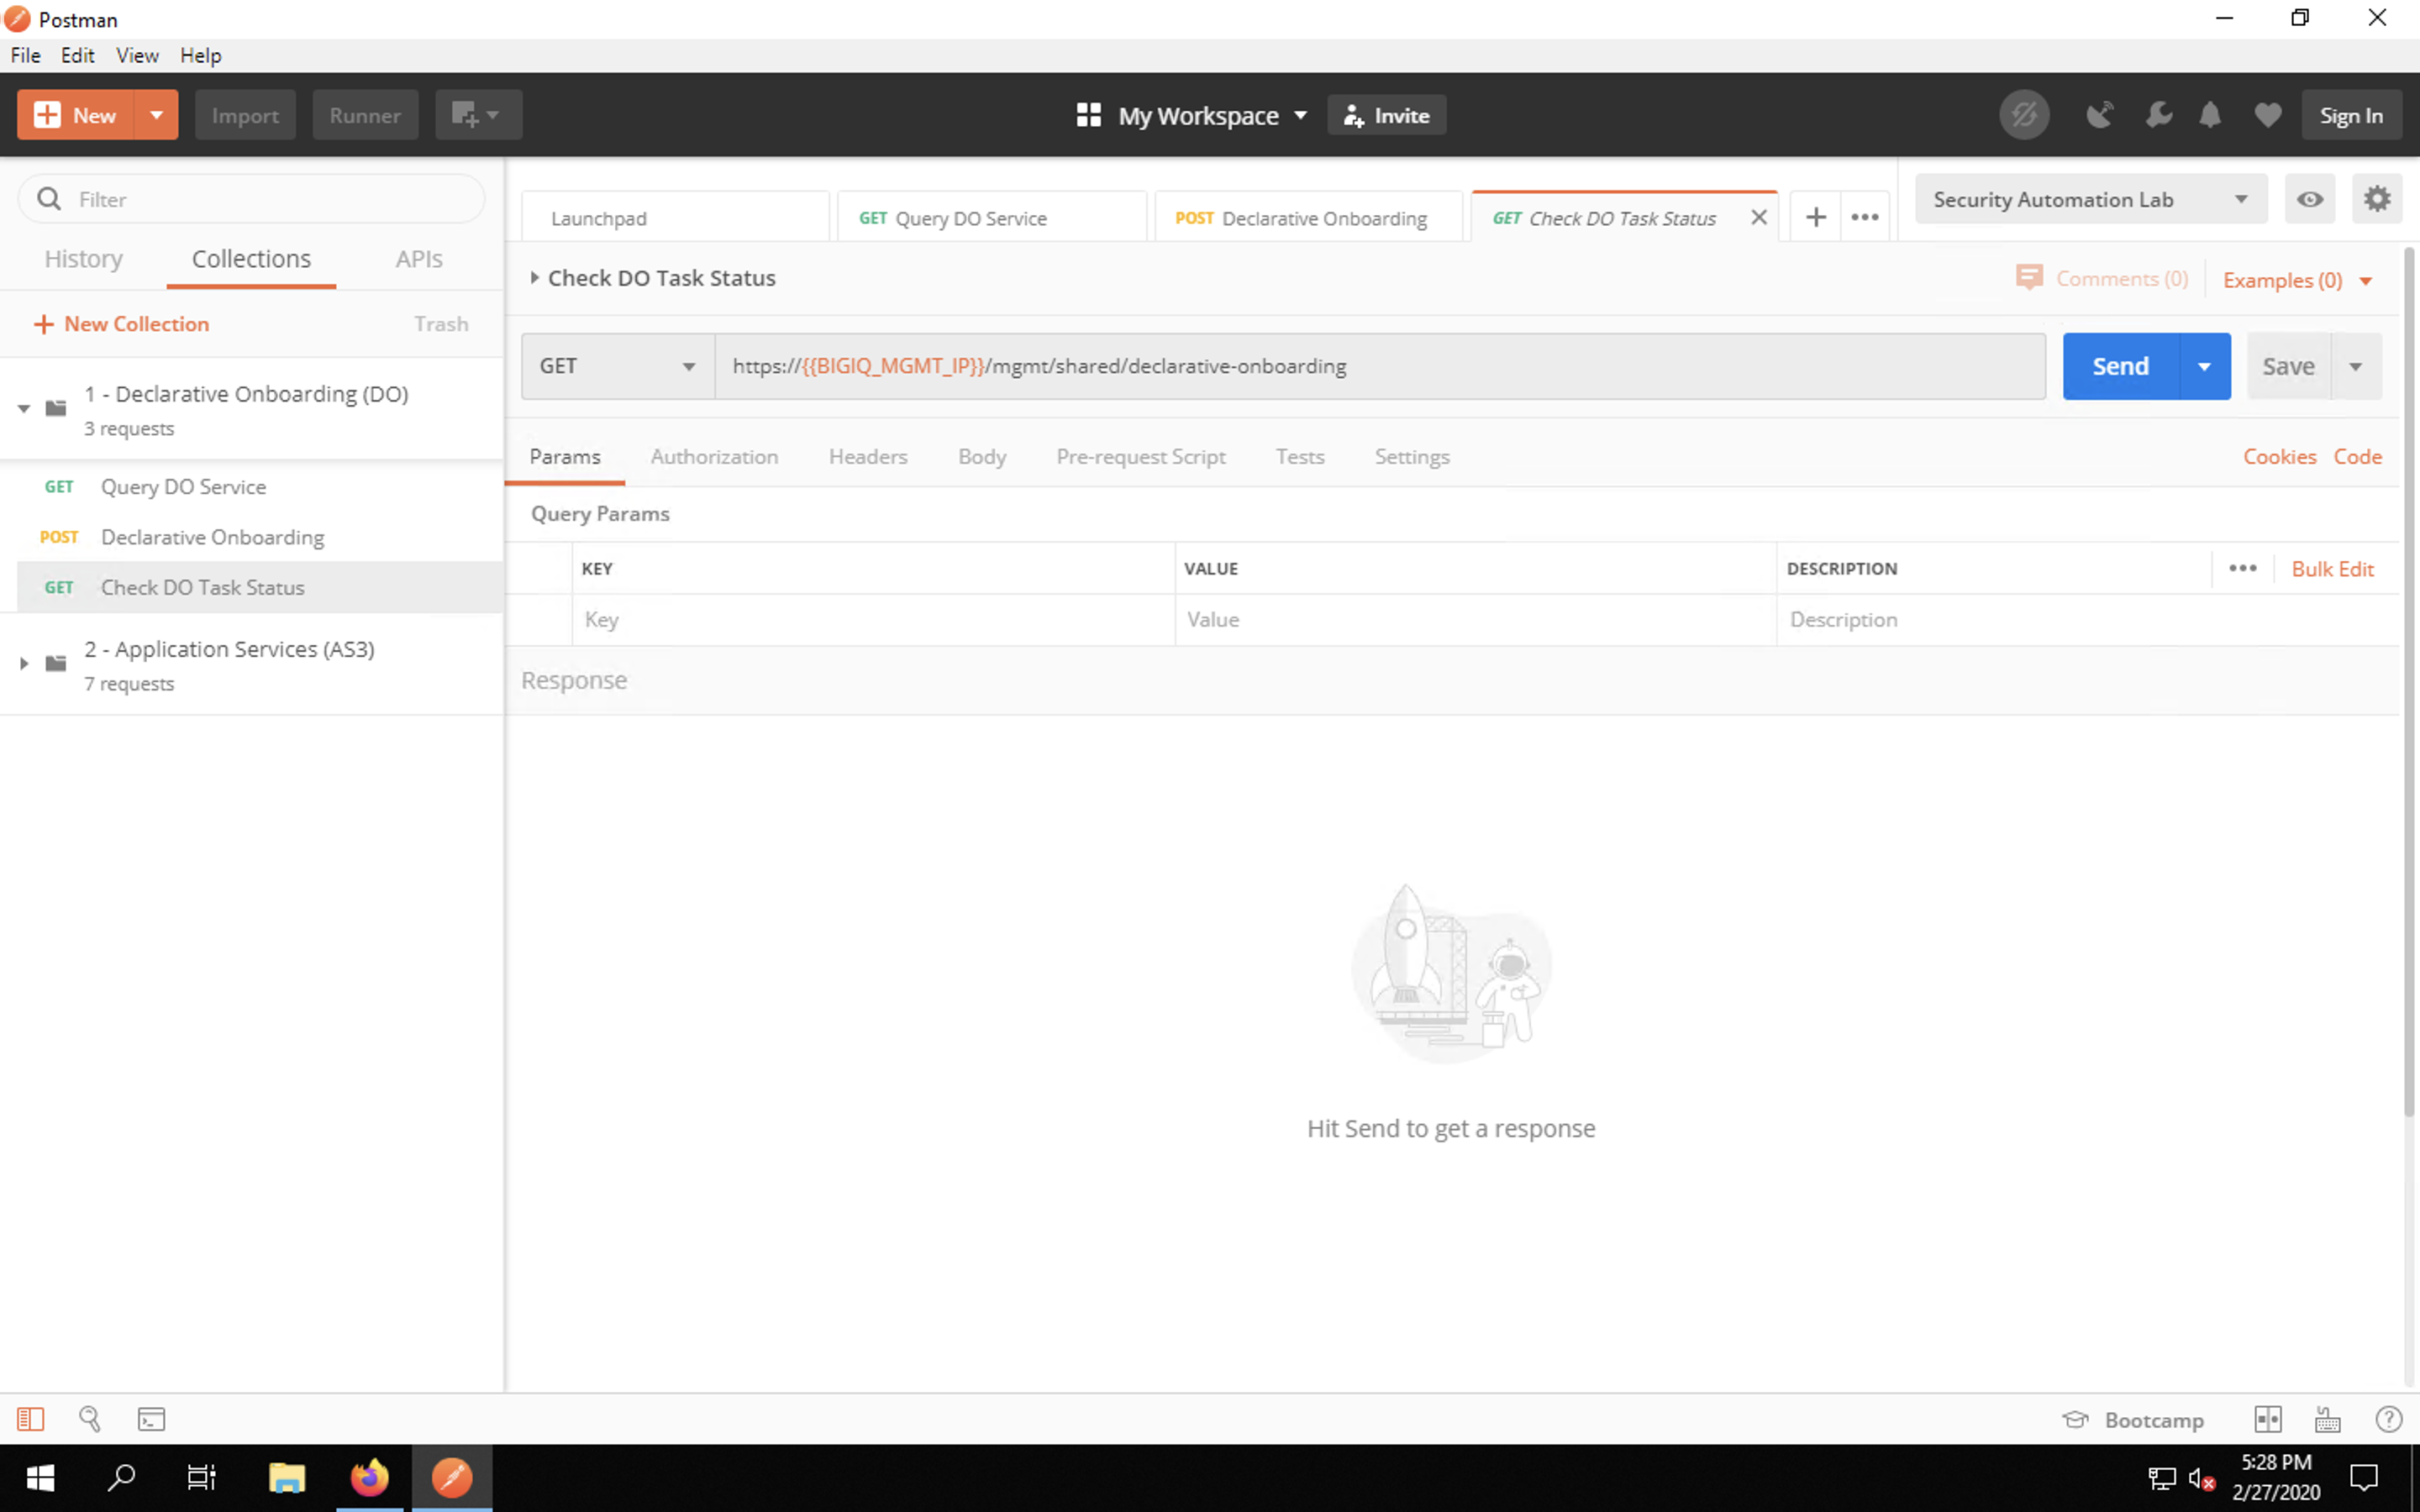 Postman
File Edit View Help
New Import Runner My Workspace Invite Sign In
Filter
History Collections APIs
New Collection Trash
1 - Declarative Onboarding (DO)
3 requests
GET Query DO Service
POST Declarative Onboarding
GET Check DO Task Status
2 - Application Services (AS3)
7 requests
Launchpad GET Query DO Service POST Declarative Onboarding GET Check DO Task Status Security Automation Lab
Check DO Task Status Comments (0) Examples (0)
GET https://{{BIGIQ_MGMT_IP}}/mgmt/shared/declarative-onboarding Send Save
Params Authorization Headers Body Pre-request Script Tests Settings Cookies Code
Query Params
KEY VALUE DESCRIPTION Bulk Edit
Key Value Description
Response
Hit Send to get a response
Bootcamp
5:28 PM
2/27/2020